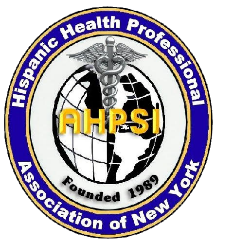 Hispanic Health Professional
AHPSI
Founded 1989
Association of New York